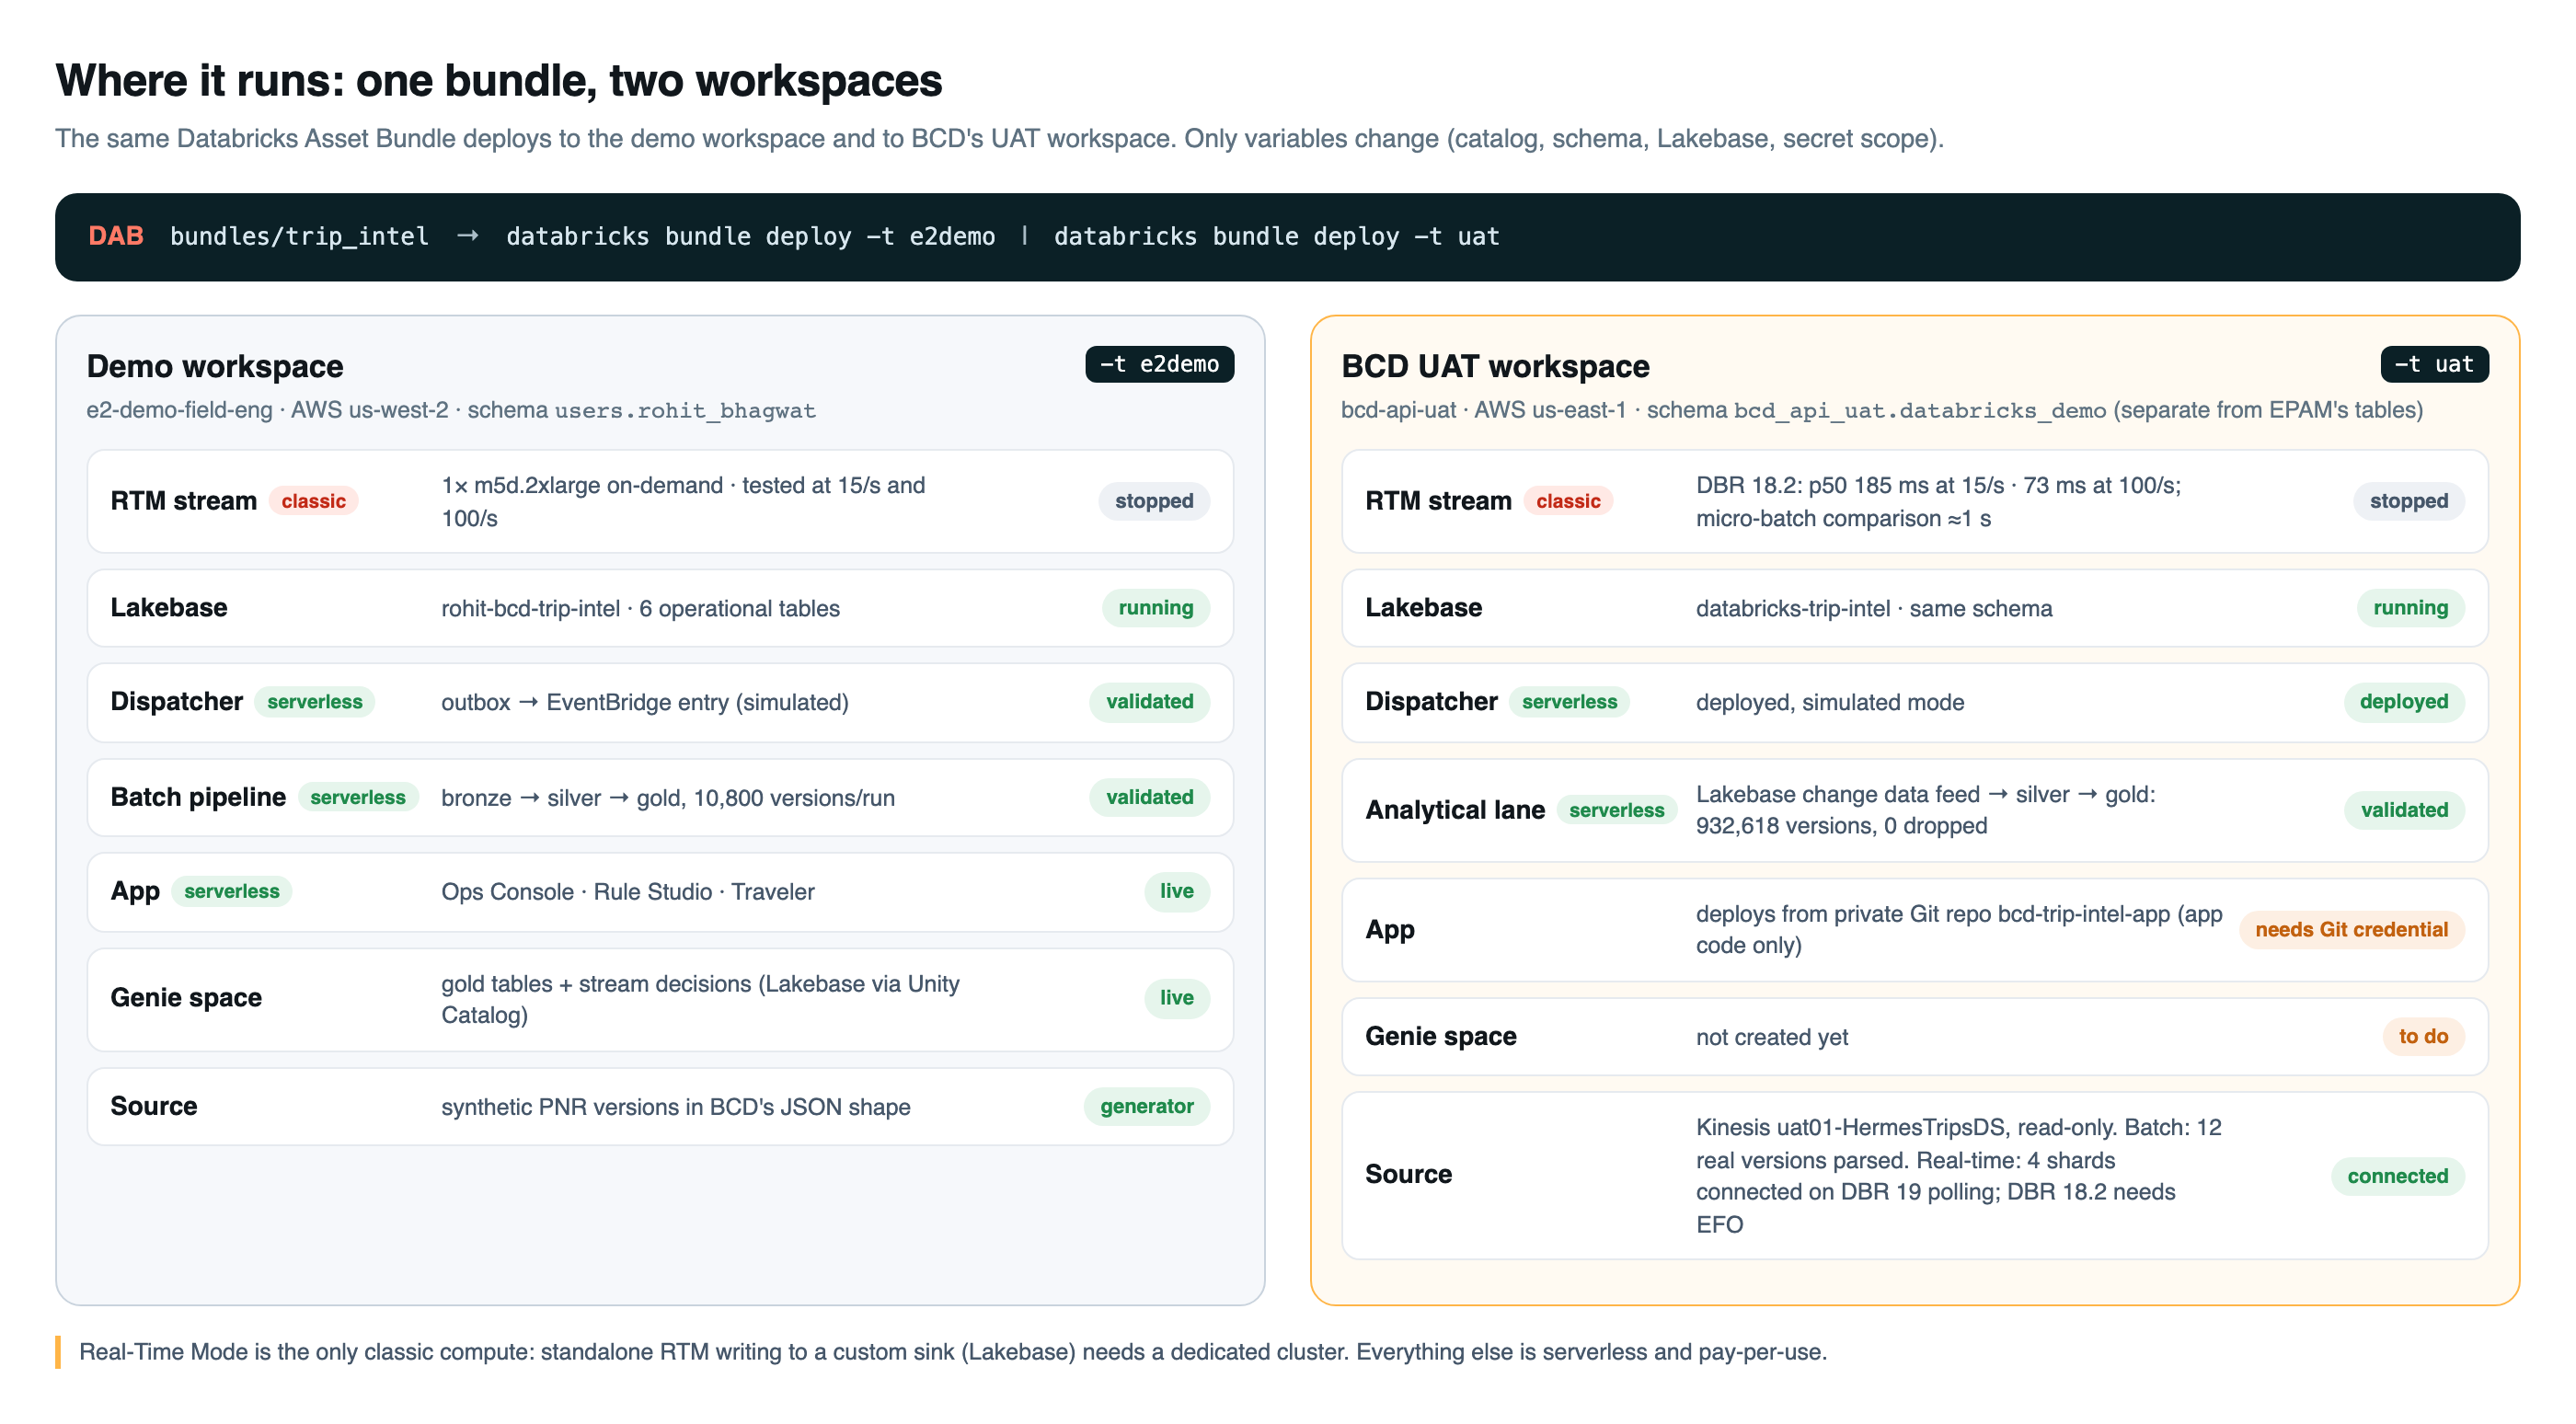 Where it runs: one bundle, two workspaces
The same Databricks Asset Bundle deploys to the demo workspace and to BCD's UAT workspace. Only variables change (catalog, schema, Lakebase, secret scope).
DAB bundles/trip_intel → databricks bundle deploy -t e2demo | databricks bundle deploy -t uat
Demo workspace -t e2demo
e2-demo-field-eng · AWS us-west-2 · schema users.rohit_bhagwat
RTM stream classic 1× m5d.2xlarge on-demand · tested at 15/s and
100/s
stopped
Lakebase rohit-bcd-trip-intel · 6 operational tables running
Dispatcher serverless outbox → EventBridge entry (simulated) validated
Batch pipeline serverless bronze → silver → gold, 10,800 versions/run validated
App serverless Ops Console · Rule Studio · Traveler live
Genie space gold tables + stream decisions (Lakebase via Unity
Catalog)
live
Source synthetic PNR versions in BCD's JSON shape generator
BCD UAT workspace -t uat
bcd-api-uat · AWS us-east-1 · schema bcd_api_uat.databricks_demo (separate from EPAM's tables)
RTM stream classic DBR 18.2: p50 185 ms at 15/s · 73 ms at 100/s;
micro-batch comparison ≈1 s
stopped
Lakebase databricks-trip-intel · same schema running
Dispatcher serverless deployed, simulated mode deployed
Analytical lane serverless Lakebase change data feed → silver → gold:
932,618 versions, 0 dropped
validated
App deploys from private Git repo bcd-trip-intel-app (app
code only)
needs Git credential
Genie space not created yet to do
Source Kinesis uat01-HermesTripsDS, read-only. Batch: 12
real versions parsed. Real-time: 4 shards
connected on DBR 19 polling; DBR 18.2 needs
EFO
connected
Real-Time Mode is the only classic compute: standalone RTM writing to a custom sink (Lakebase) needs a dedicated cluster. Everything else is serverless and pay-per-use.